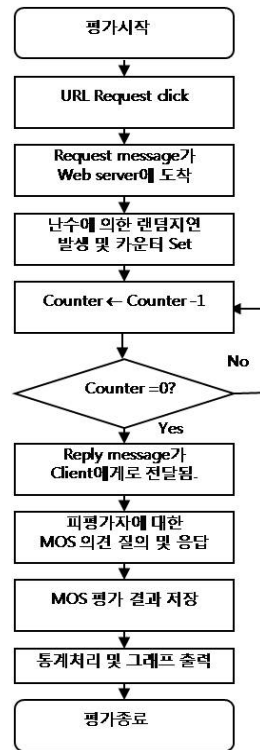 평가시작
URL Request click
Request message가
Web server에 도착
난수에 의한 랜덤지연
발생 및 카운터 Set
Counter ← Counter -1
No
Counter =0?
Yes
Reply message가
Client에게로 전달됨.
피평가자에 대한
MOS 의견 질의 및 응답
MOS 평가 결과 저장
통계처리 및 그래프 출력
평가종료